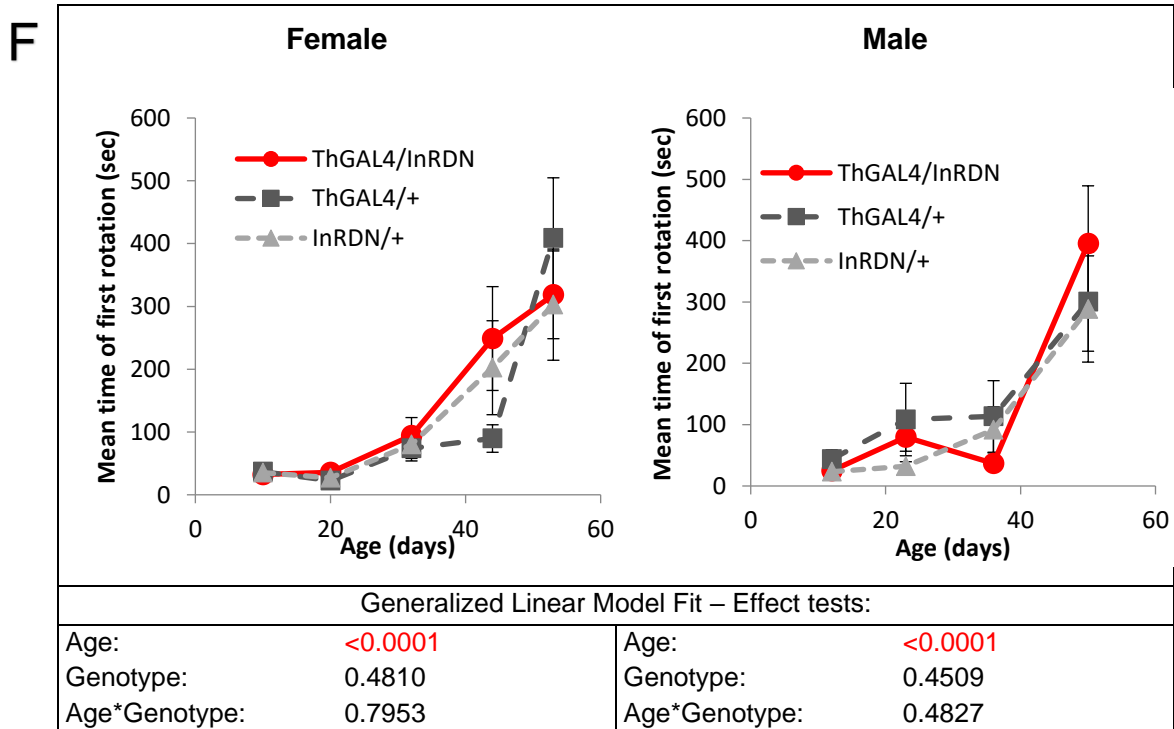 F
Female
Mean time of first rotation (sec)
600
500
400
300
200
100
0
ThGAL4/InRDN
ThGAL4/+
InRDN/+
0 20 40 60
Age (days)
Male
Mean time of first rotation (sec)
600
500
400
300
200
100
0
ThGAL4/InRDN
ThGAL4/+
InRDN/+
0 20 40 60
Age (days)
Generalized Linear Model Fit – Effect tests:
Age: <0.0001
Genotype: 0.4810
Age*Genotype: 0.7953
Age: <0.0001
Genotype: 0.4509
Age*Genotype: 0.4827